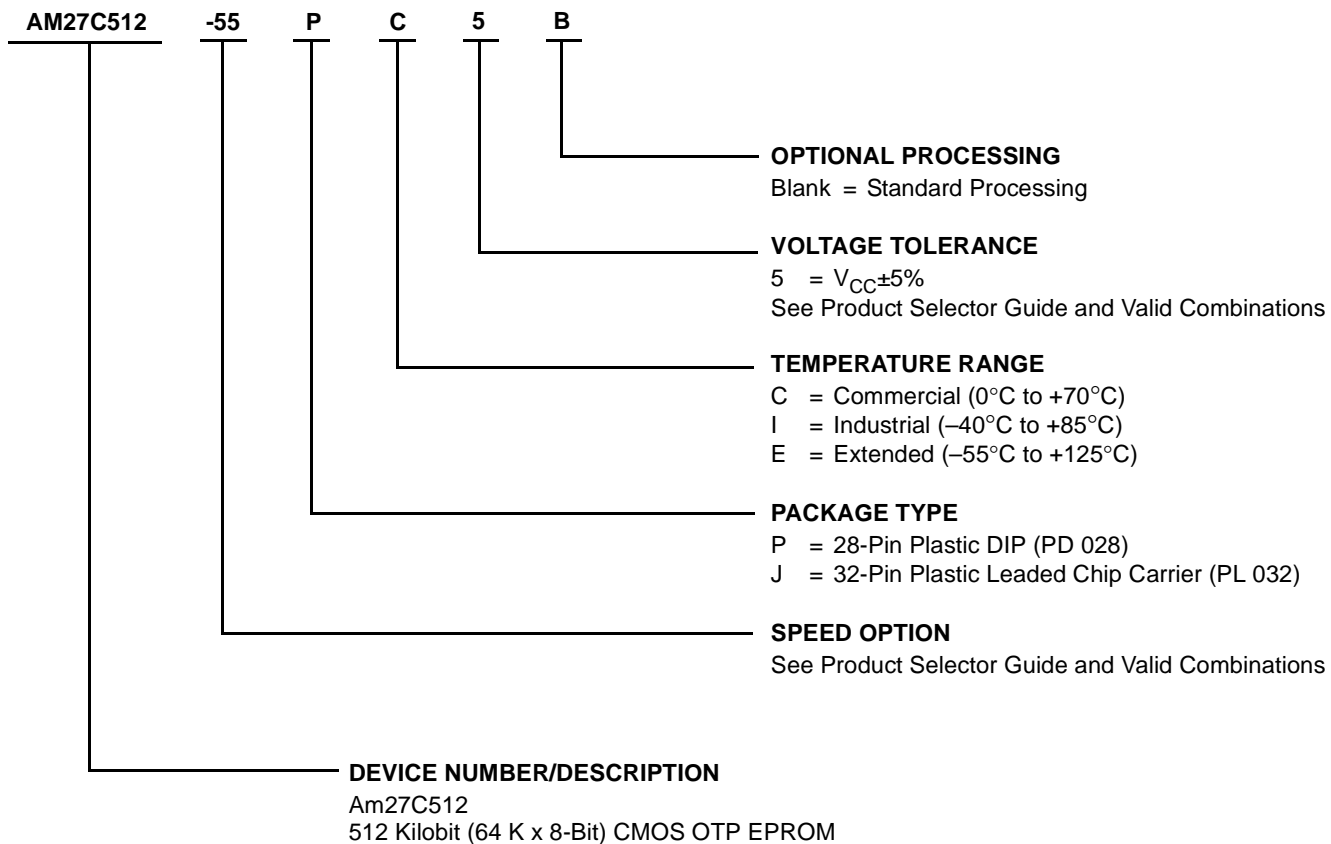 AM27C512 -55 P C 5 B
OPTIONAL PROCESSING
Blank = Standard Processing
VOLTAGE TOLERANCE
5 = VCC±5%
See Product Selector Guide and Valid Combinations
TEMPERATURE RANGE
C = Commercial (0°C to +70°C)
I = Industrial (–40°C to +85°C)
E = Extended (–55°C to +125°C)
PACKAGE TYPE
P = 28-Pin Plastic DIP (PD 028)
J = 32-Pin Plastic Leaded Chip Carrier (PL 032)
SPEED OPTION
See Product Selector Guide and Valid Combinations
DEVICE NUMBER/DESCRIPTION
Am27C512
512 Kilobit (64 K x 8-Bit) CMOS OTP EPROM